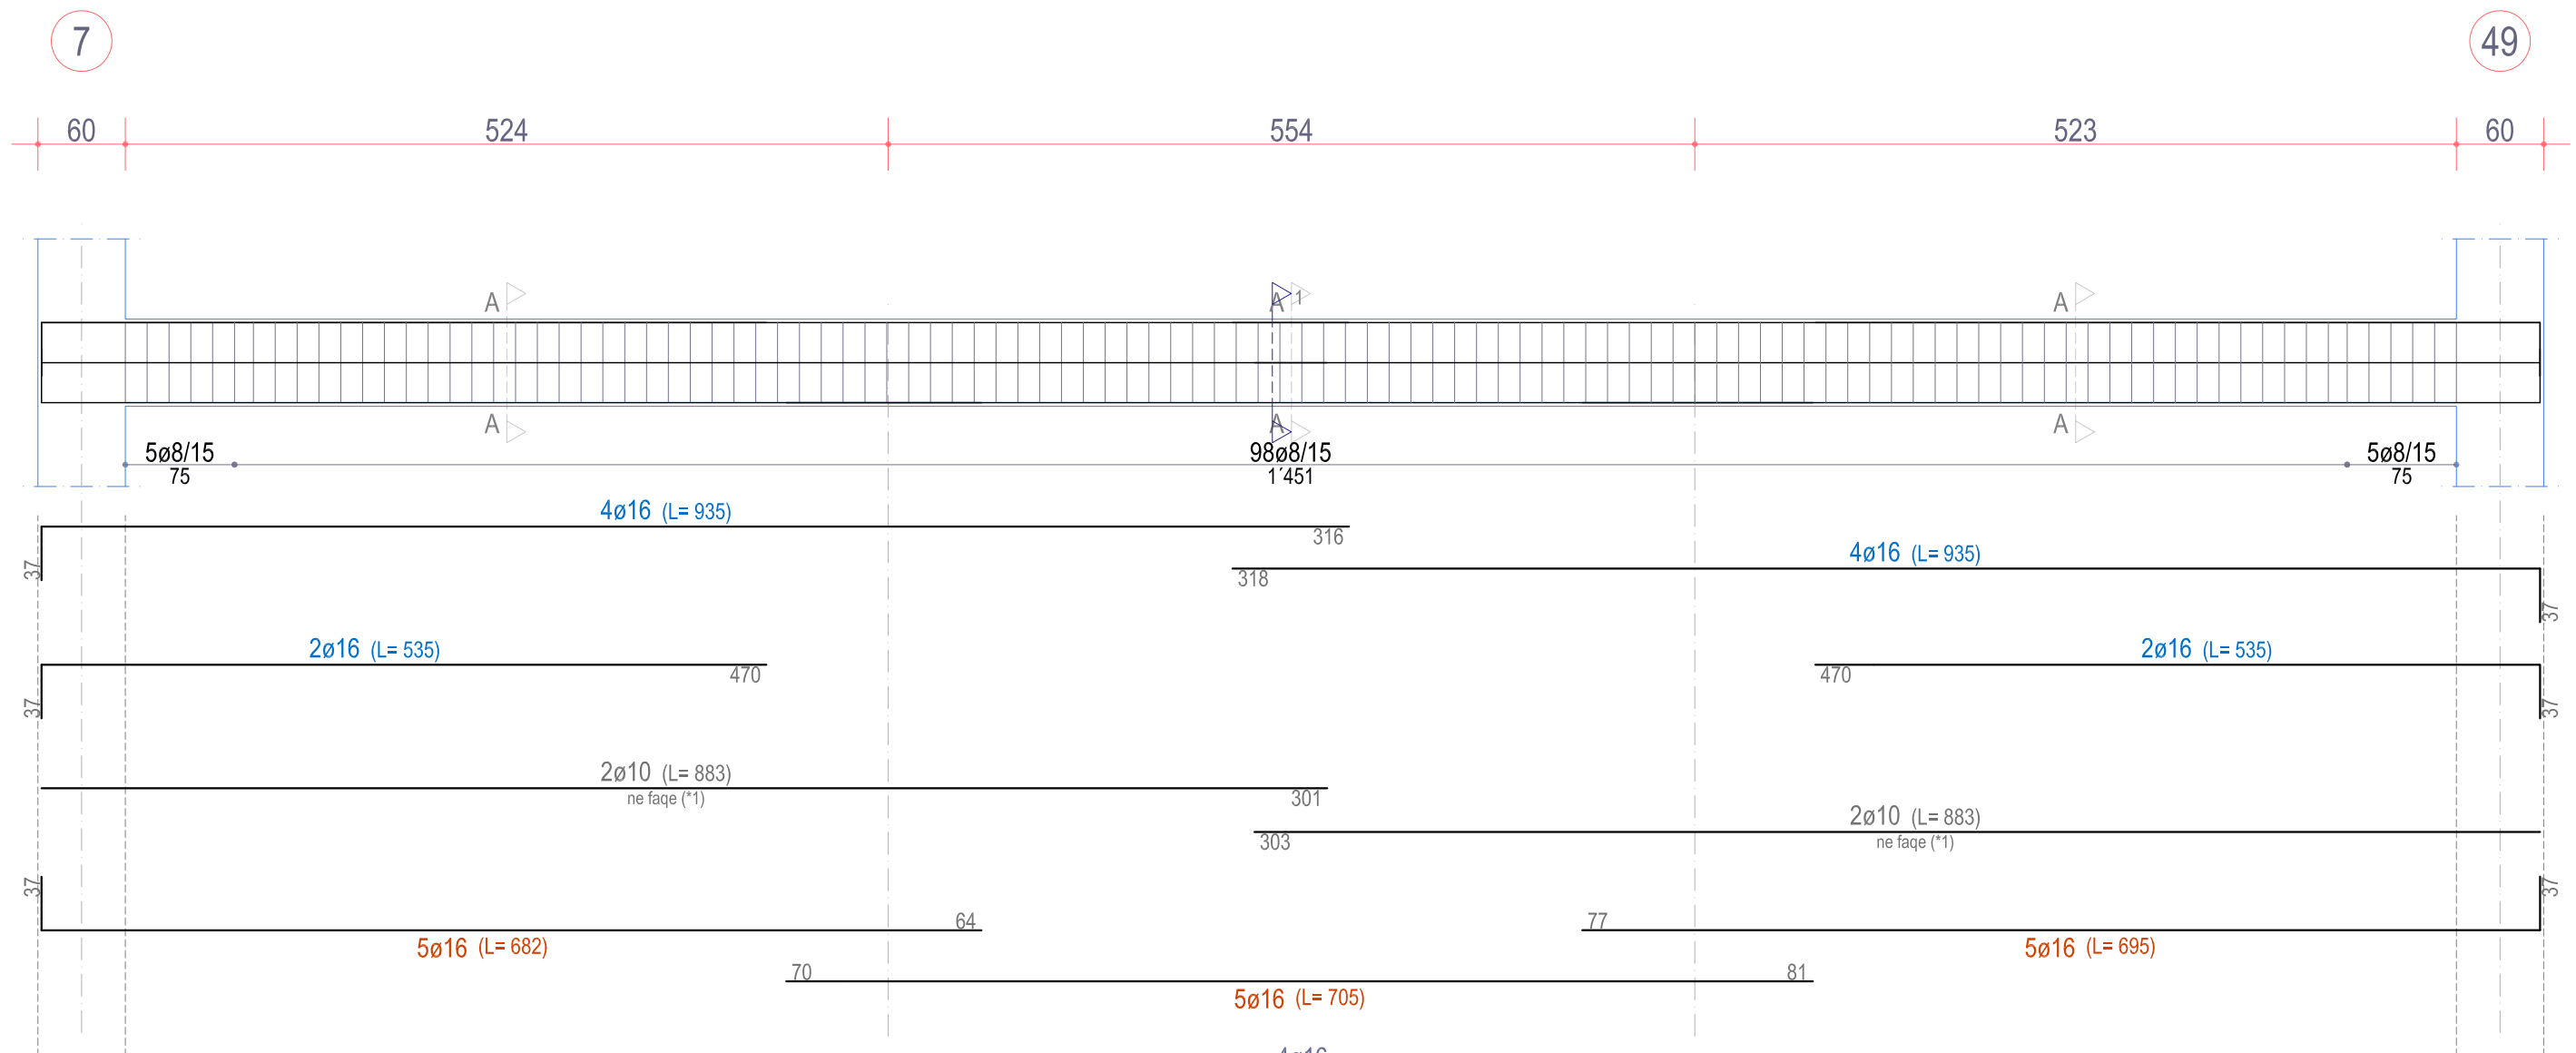 7 49
60 524 554 523 60
A A 1 A
A A A
5ø8/15 98ø8/15 5ø8/15
75 1´451 75
4ø16 (L= 935)
316
37
4ø16 (L= 935)
318
37
2ø16 (L= 535) 2ø16 (L= 535)
470 470
37 37
2ø10 (L= 883)
ne faqe (*1) 301
2ø10 (L= 883)
303 ne faqe (*1)
37 37
64 77
5ø16 (L= 682) 5ø16 (L= 695)
70 81
5ø16 (L= 705)
4ø16